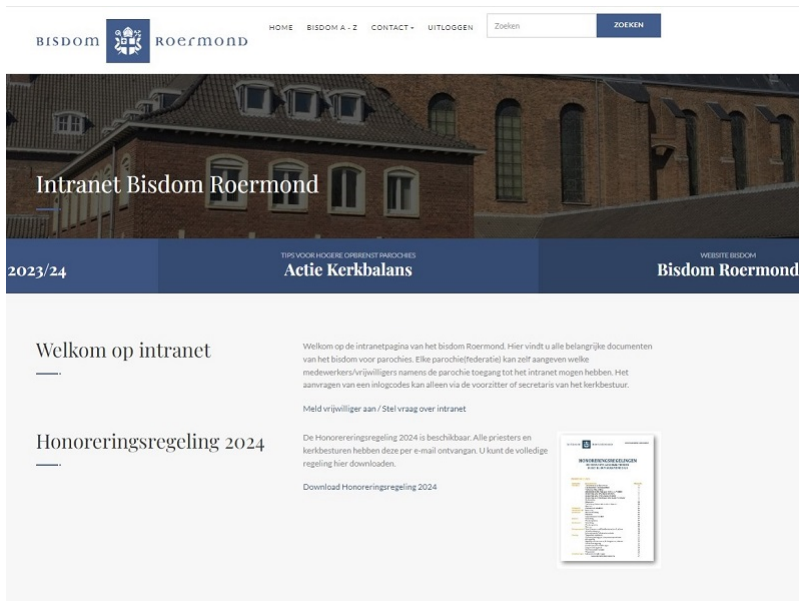 BISDOM ROERMOND
HOME BISDOM A - Z CONTACT UITLOGGEN Zoeken ZOEKEN
Intranet Bisdom Roermond
2023/24
TIPS VOOR HOGERE OPBRENST PAROCHIES
Actie Kerkbalans
WEBSITE BISDOM
Bisdom Roermond
Welkom op intranet
Welkom op de intranetpagina van het bisdom Roermond. Hier vindt u alle belangrijke documenten
van het bisdom voor parochies. Elke parochie(federatie) kan zelf aangeven welke
medewerkers/vrijwilligers namens de parochie toegang tot het intranet mogen hebben. Het
aanvragen van een inlogcodes kan alleen via de voorzitter of secretaris van het kerkbestuur.
Meld vrijwilliger aan / Stel vraag over intranet
Honoreringsregeling 2024
De Honorereringsregeling 2024 is beschikbaar. Alle priesters en
kerkbesturen hebben deze per e-mail ontvangan. U kunt de volledige
regeling hier downloaden.
Download Honoreringsregeling 2024
HONORERINGSREGELINGEN